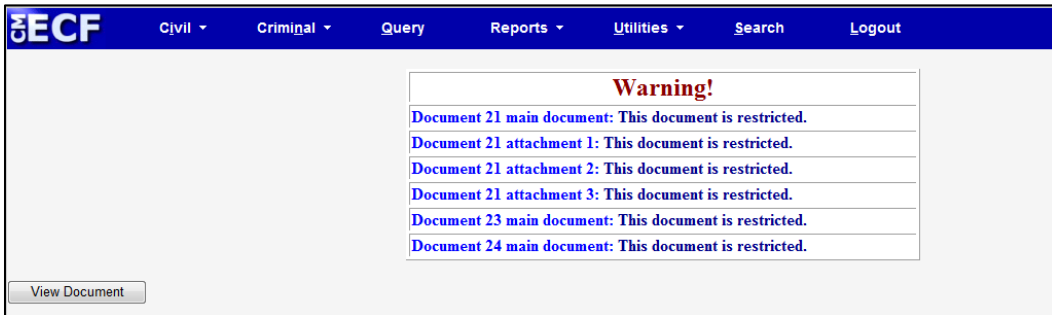 CM ECF Civil Criminal Query Reports Utilities Search Logout
Warning!
Document 21 main document: This document is restricted.
Document 21 attachment 1: This document is restricted.
Document 21 attachment 2: This document is restricted.
Document 21 attachment 3: This document is restricted.
Document 23 main document: This document is restricted.
Document 24 main document: This document is restricted.
View Document